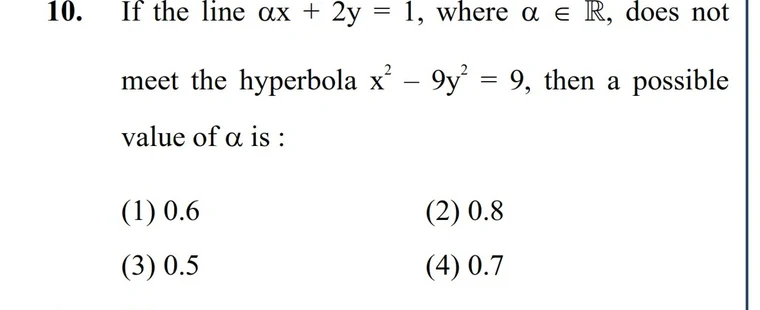 10. If the line αx + 2y = 1, where α ∈ ℝ, does not
meet the hyperbola x² – 9y² = 9, then a possible
value of α is :
(1) 0.6 (2) 0.8
(3) 0.5 (4) 0.7